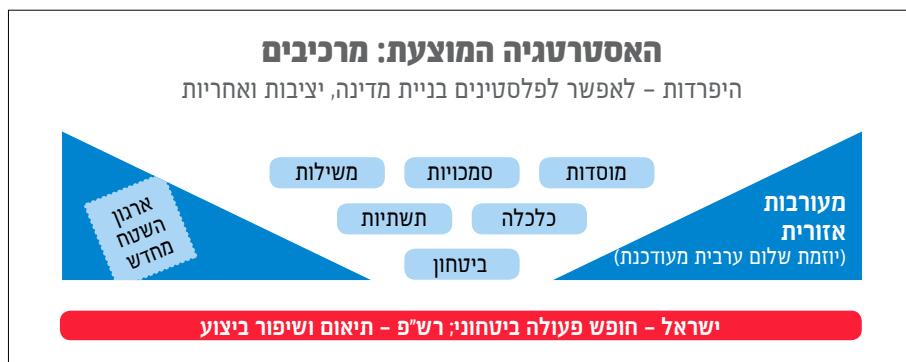 האסטרטגיה המוצעת: מרכיבים
היפרדות – לאפשר לפלסטינים בניית מדינה, יציבות ואחריות
מוסדות
סמכויות
משילות
כלכלה
תשתיות
ביטחון
מעורבות
אזורית
(יוזמת שלום ערבית מעודכנת)
ארגון
השטח
מחדש
ישראל – חופש פעולה ביטחוני; רש"פ – תיאום ושיפור ביצוע